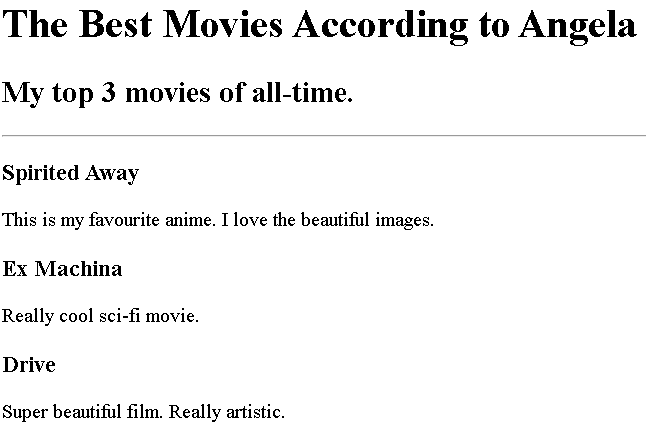 The Best Movies According to Angela
My top 3 movies of all-time.
Spirited Away
This is my favourite anime. I love the beautiful images.
Ex Machina
Really cool sci-fi movie.
Drive
Super beautiful film. Really artistic.